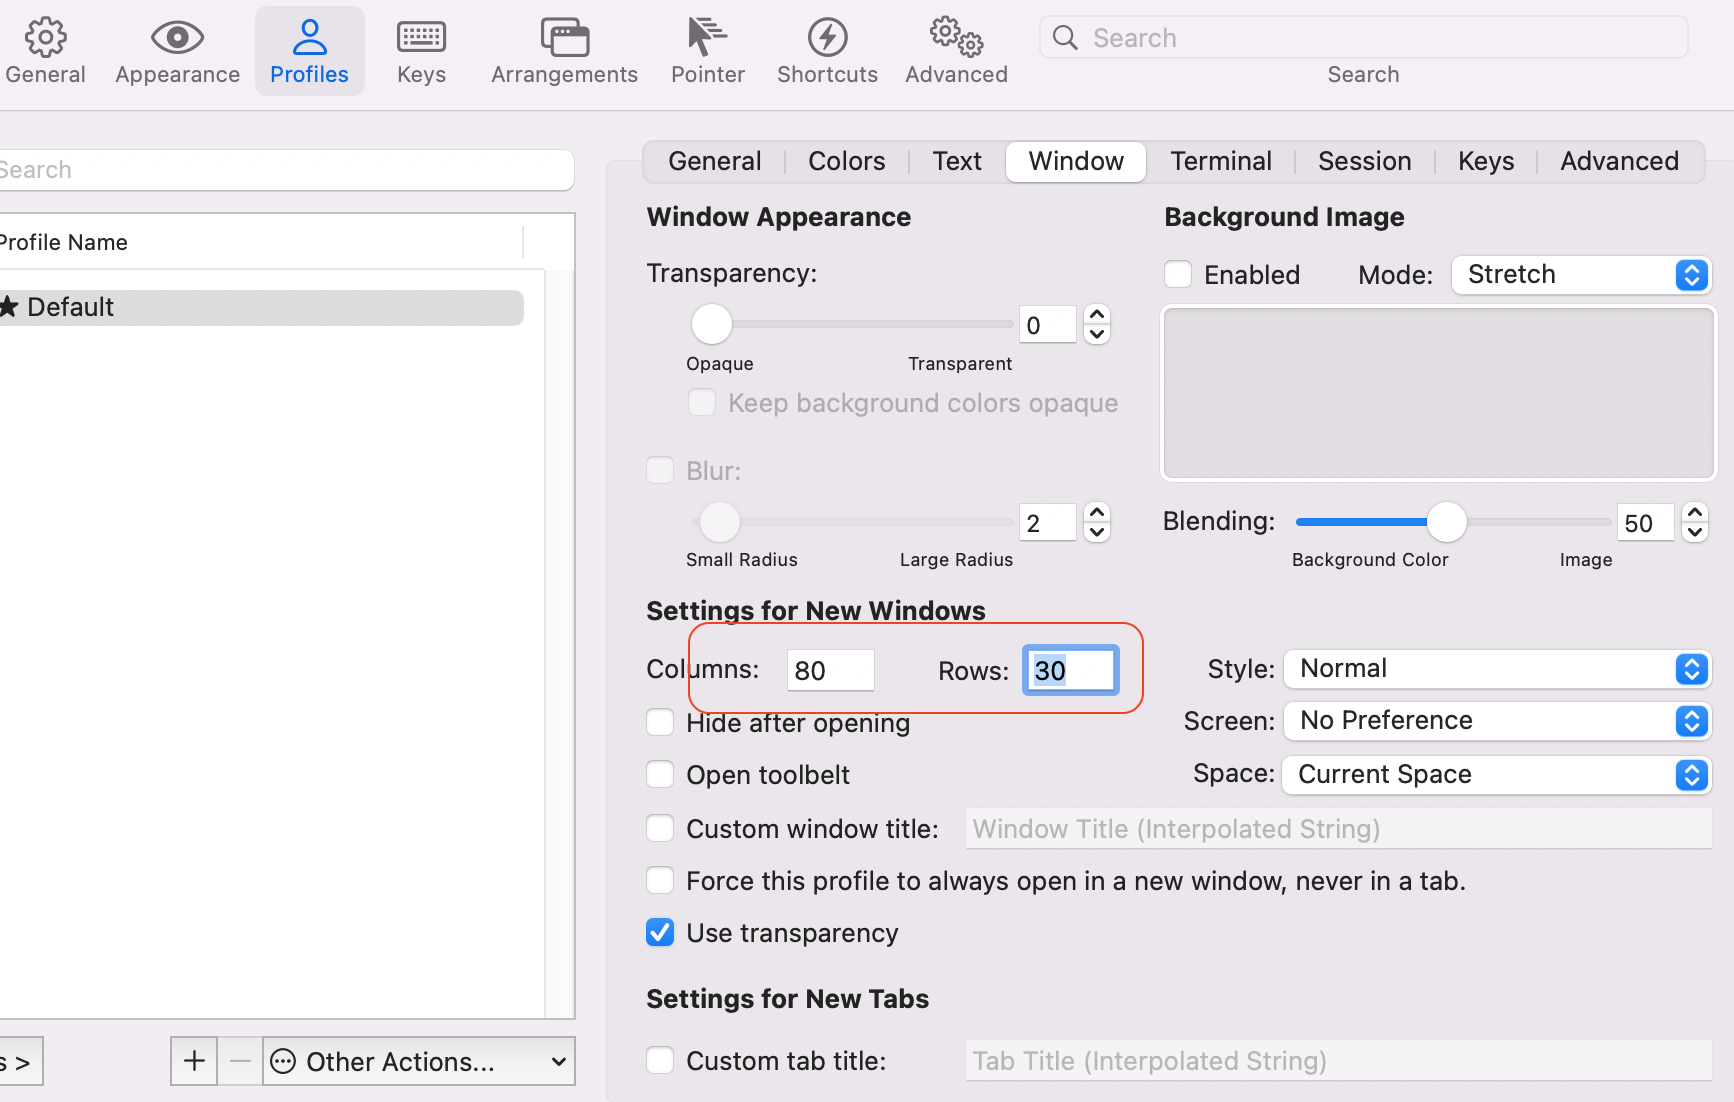 General Appearance Profiles Keys Arrangements Pointer Shortcuts Advanced Search
Search
Search
Profile Name
Default
s >
Other Actions...
General Colors Text Window Terminal Session Keys Advanced
Window Appearance
Transparency:
0
Opaque Transparent
Keep background colors opaque
Blur:
2
Small Radius Large Radius
Background Image
Enabled Mode: Stretch
Blending: 50
Background Color Image
Settings for New Windows
Columns: 80 Rows: 30 Style: Normal
Hide after opening Screen: No Preference
Open toolbelt Space: Current Space
Custom window title: Window Title (Interpolated String)
Force this profile to always open in a new window, never in a tab.
Use transparency
Settings for New Tabs
Custom tab title: Tab Title (Interpolated String)